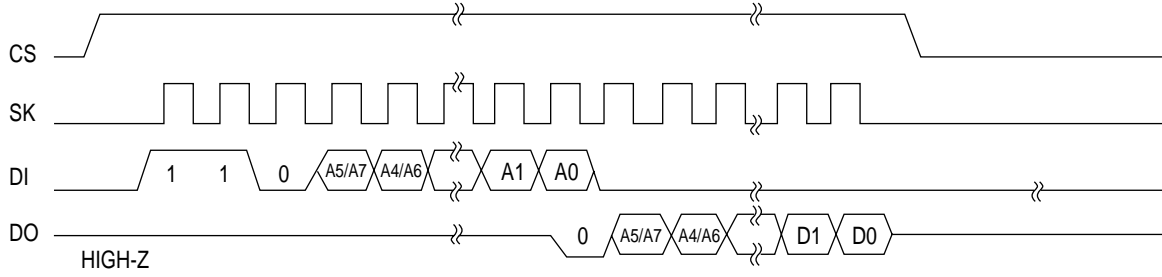 CS
SK
DI 1 1 0 A5/A7 A4/A6 A1 A0
DO 0 A5/A7 A4/A6 D1 D0
HIGH-Z